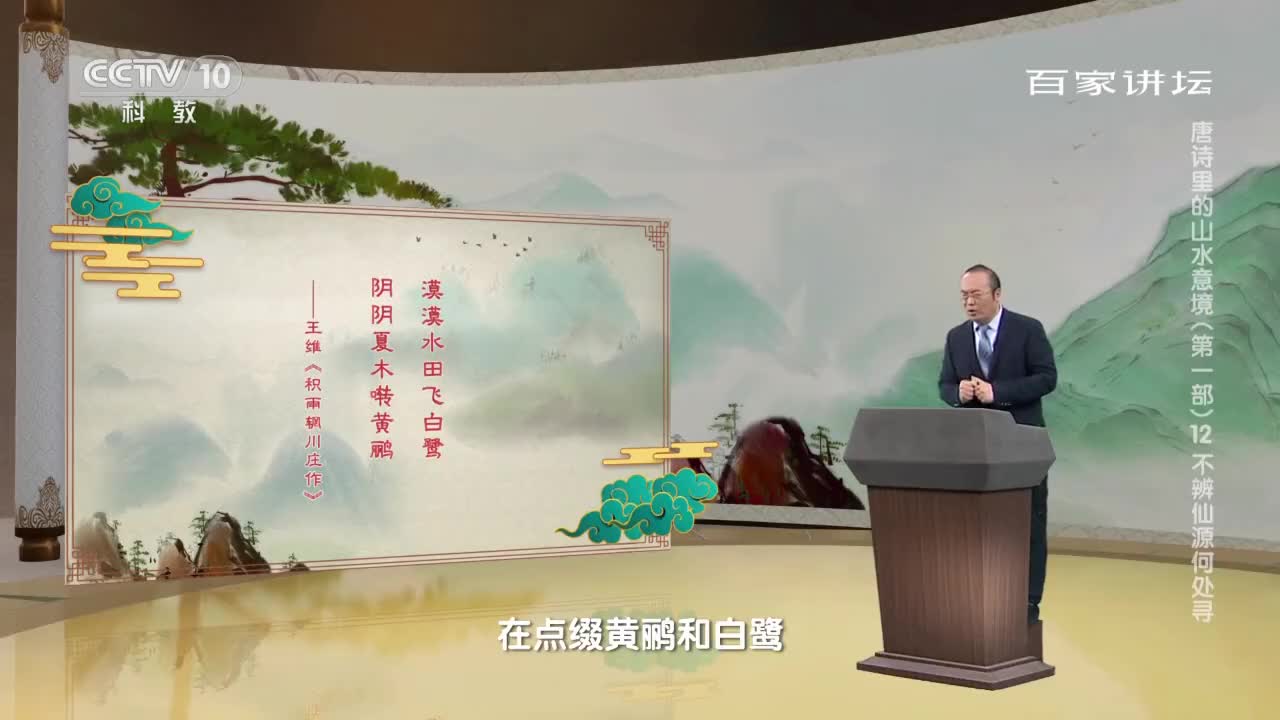 CCTV 10
科 教
百家讲坛
唐诗里的山水意境（第一部）12 不辨仙源何处寻
漠漠水田飞白鹭
阴阴夏木啭黄鹂
——王维《积雨辋川庄作》
在点缀黄鹂和白鹭